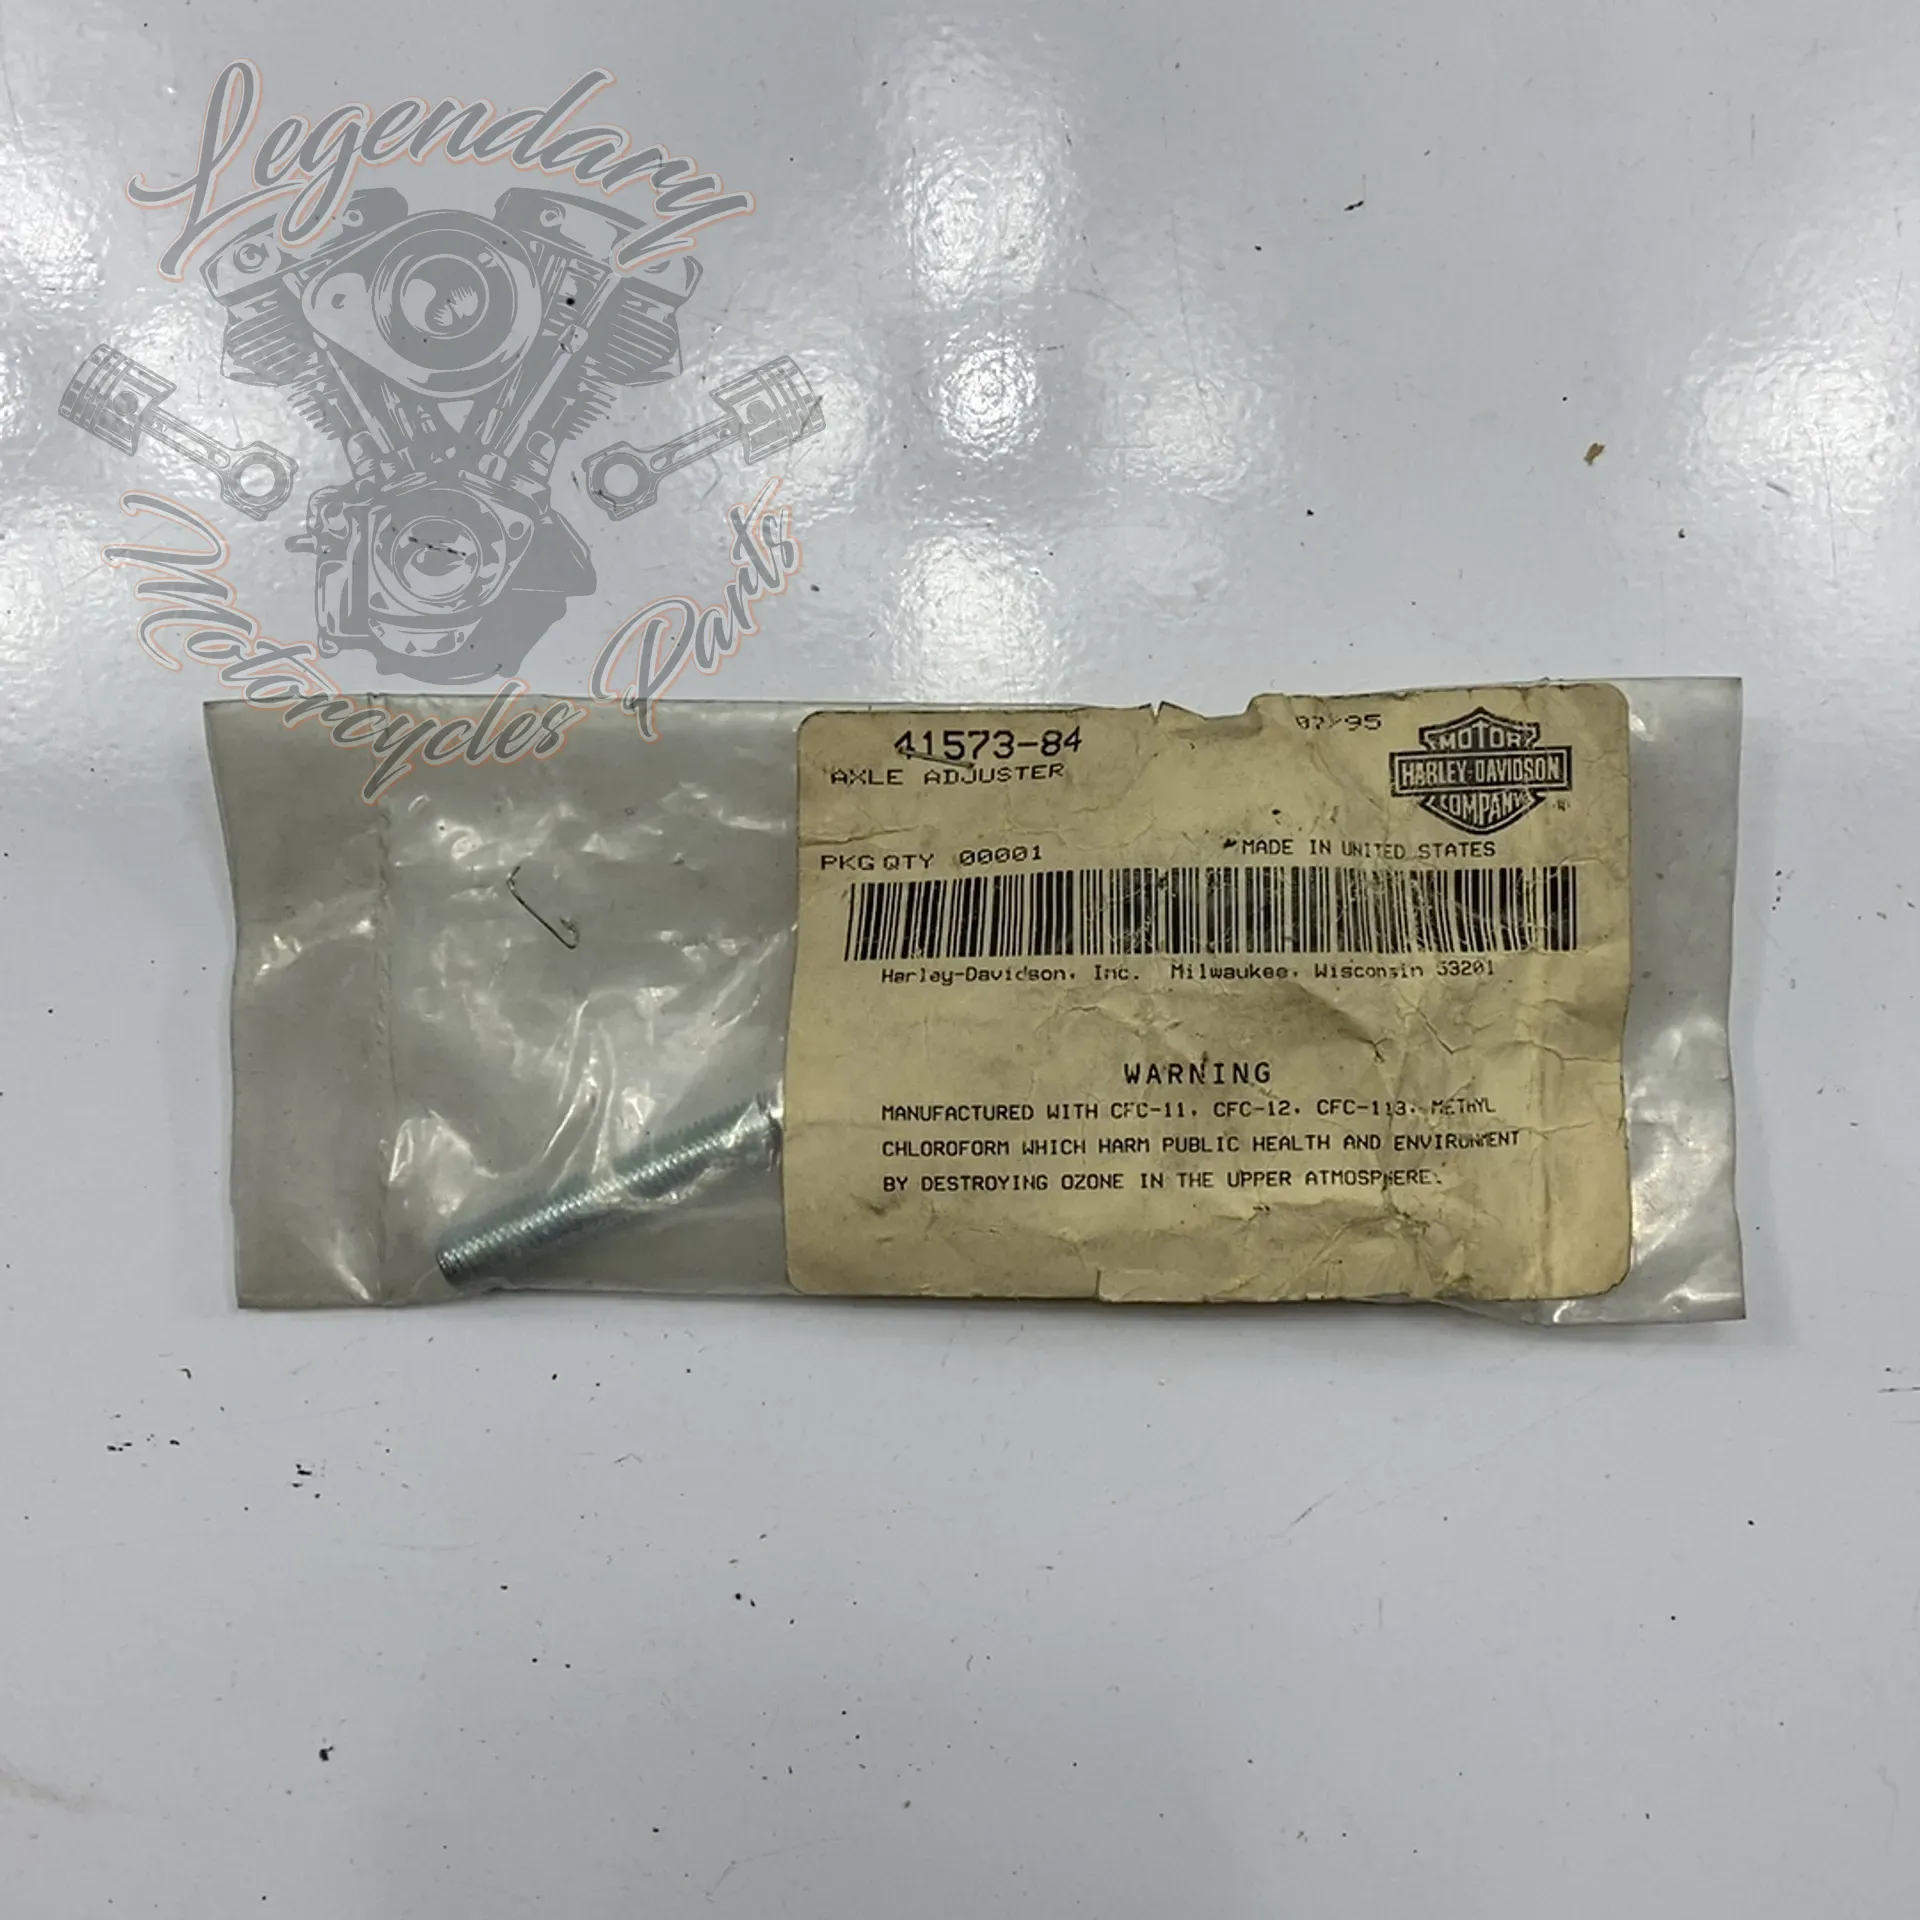 Legendary
Motorcycles Parts
41573-84
07/95
AXLE ADJUSTER
MOTOR
HARLEY-DAVIDSON
COMPANY
®
PKG QTY 00001
MADE IN UNITED STATES
Harley-Davidson, Inc. Milwaukee, Wisconsin 53201
WARNING
MANUFACTURED WITH CFC-11, CFC-12, CFC-113, METHYL
CHLOROFORM WHICH HARM PUBLIC HEALTH AND ENVIRONMENT
BY DESTROYING OZONE IN THE UPPER ATMOSPHERE.